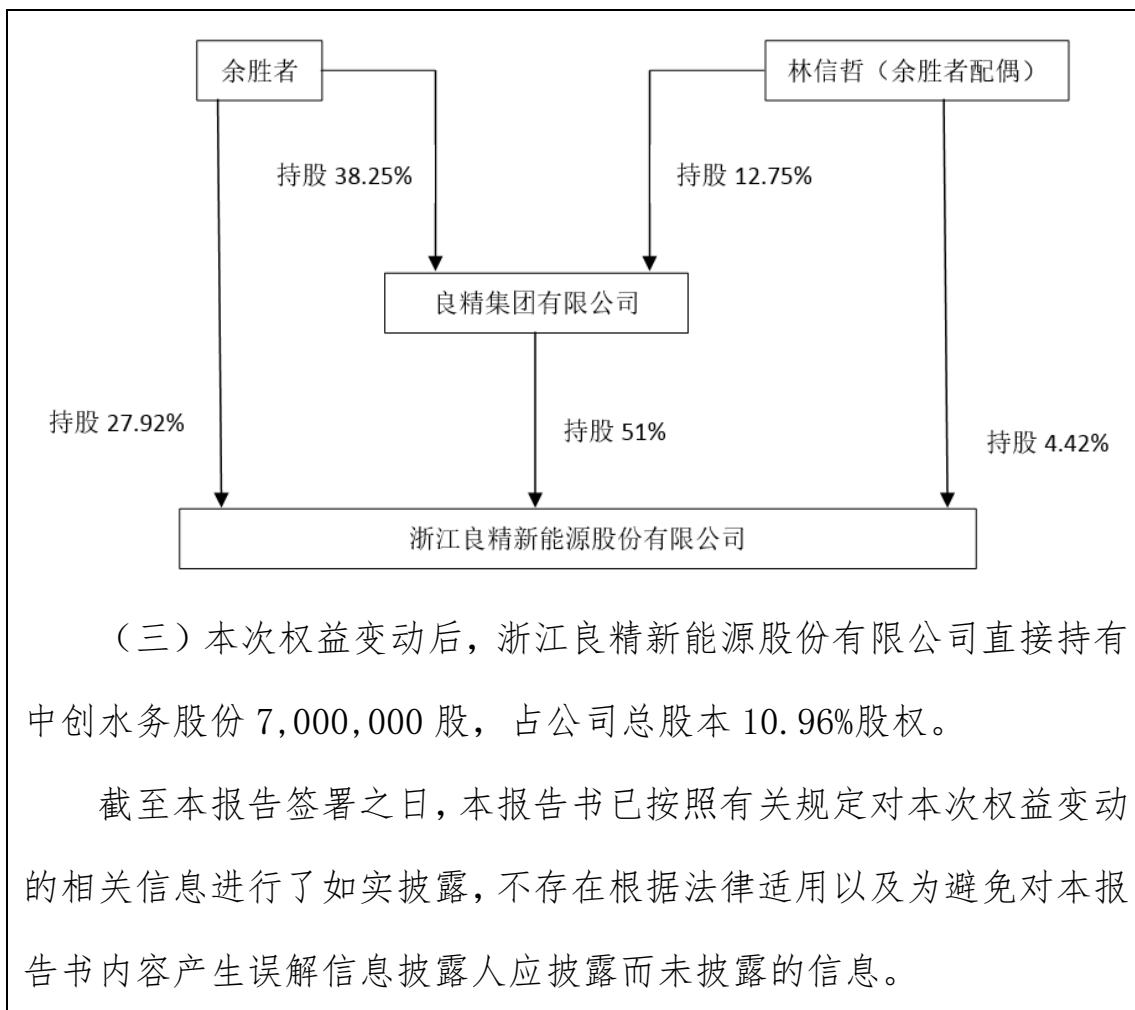 余胜者
林信哲（余胜者配偶）
持股 38.25%
持股 12.75%
良精集团有限公司
持股 27.92%
持股 51%
持股 4.42%
浙江良精新能源股份有限公司
（三）本次权益变动后，浙江良精新能源股份有限公司直接持有
中创水务股份 7,000,000 股，占公司总股本 10.96%股权。
截至本报告签署之日，本报告书已按照有关规定对本次权益变动
的相关信息进行了如实披露，不存在根据法律适用以及为避免对本报
告书内容产生误解信息披露人应披露而未披露的信息。